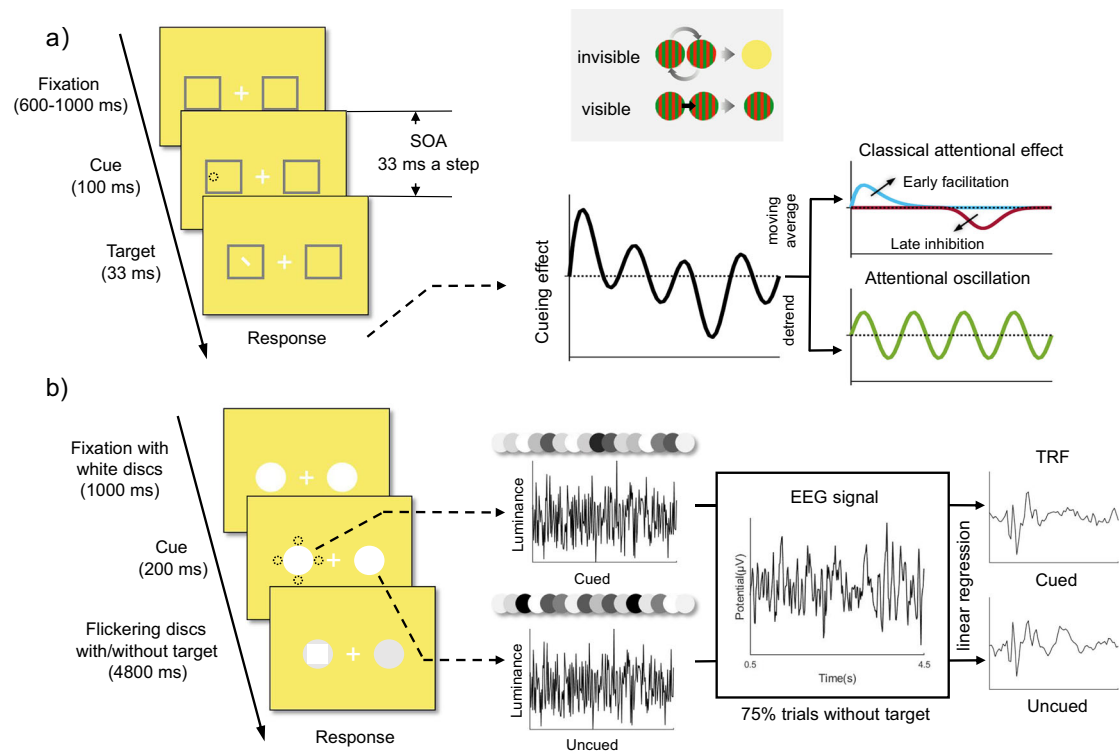 a)
Fixation
(600-1000 ms)
Cue
(100 ms)
Target
(33 ms)
SOA
33 ms a step
Response
invisible
visible
Cueing effect
moving
average
detrend
Classical attentional effect
Early facilitation
Late inhibition
Attentional oscillation
b)
Fixation with
white discs
(1000 ms)
Cue
(200 ms)
Flickering discs
with/without target
(4800 ms)
Response
Luminance
Cued
Luminance
Uncued
EEG signal
Potential(μV)
0.5
4.5
Time(s)
75% trials without target
linear regression
TRF
Cued
Uncued